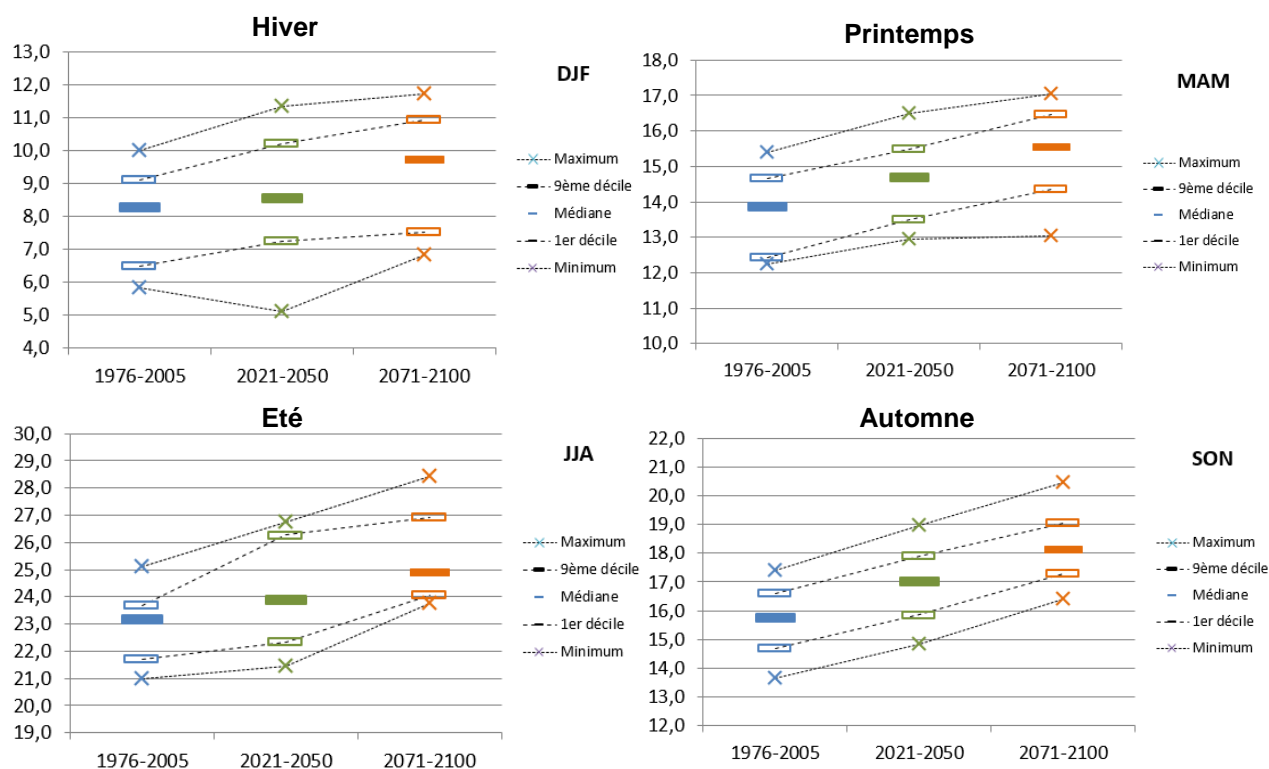 Hiver
13,0
12,0
11,0
10,0
9,0
8,0
7,0
6,0
5,0
4,0
1976-2005 2021-2050 2071-2100
DJF
Maximum
9ème décile
Médiane
1er décile
Minimum
Printemps
18,0
17,0
16,0
15,0
14,0
13,0
12,0
11,0
10,0
1976-2005 2021-2050 2071-2100
MAM
Maximum
9ème décile
Médiane
1er décile
Minimum
Eté
30,0
29,0
28,0
27,0
26,0
25,0
24,0
23,0
22,0
21,0
20,0
19,0
1976-2005 2021-2050 2071-2100
JJA
Maximum
9ème décile
Médiane
1er décile
Minimum
Automne
22,0
21,0
20,0
19,0
18,0
17,0
16,0
15,0
14,0
13,0
12,0
1976-2005 2021-2050 2071-2100
SON
Maximum
9ème décile
Médiane
1er décile
Minimum